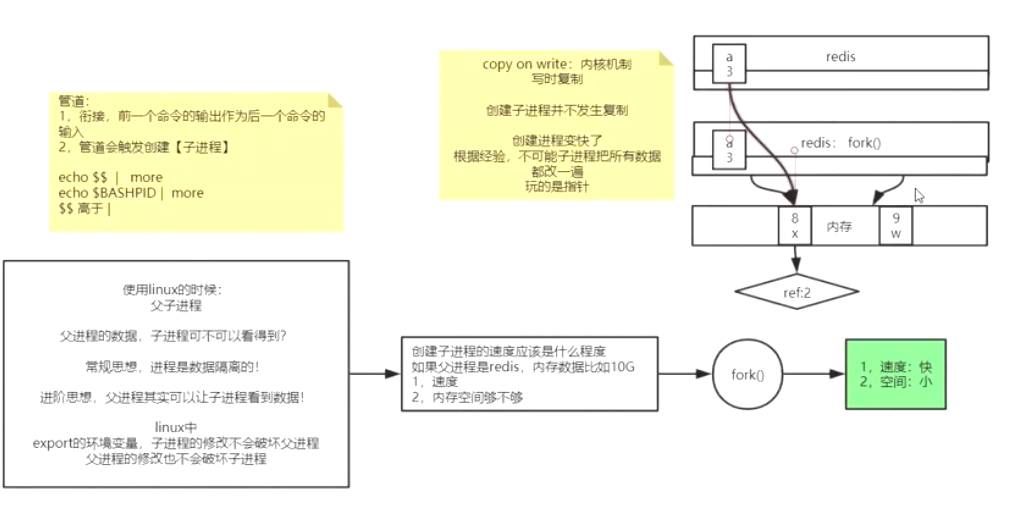 管道：
1，衔接，前一个命令的输出作为后一个命令的
输入
2，管道会触发创建【子进程】
echo $$ | more
echo $BASHPID | more
$$ 高于 |
copy on write：内核机制
写时复制
创建子进程并不发生复制
创建进程变快了
根据经验，不可能子进程把所有数据
都改一遍
玩的是指针
a
3
redis
3
redis： fork()
8
x
内存
9
w
ref:2
使用linux的时候：
父子进程
父进程的数据，子进程可不可以看得到？
常规思想，进程是数据隔离的！
进阶思想，父进程其实可以让子进程看到数据！
linux中
export的环境变量，子进程的修改不会破坏父进程
父进程的修改也不会破坏子进程
创建子进程的速度应该是什么程度
如果父进程是redis，内存数据比如10G
1，速度
2，内存空间够不够
fork()
1，速度：快
2，空间：小